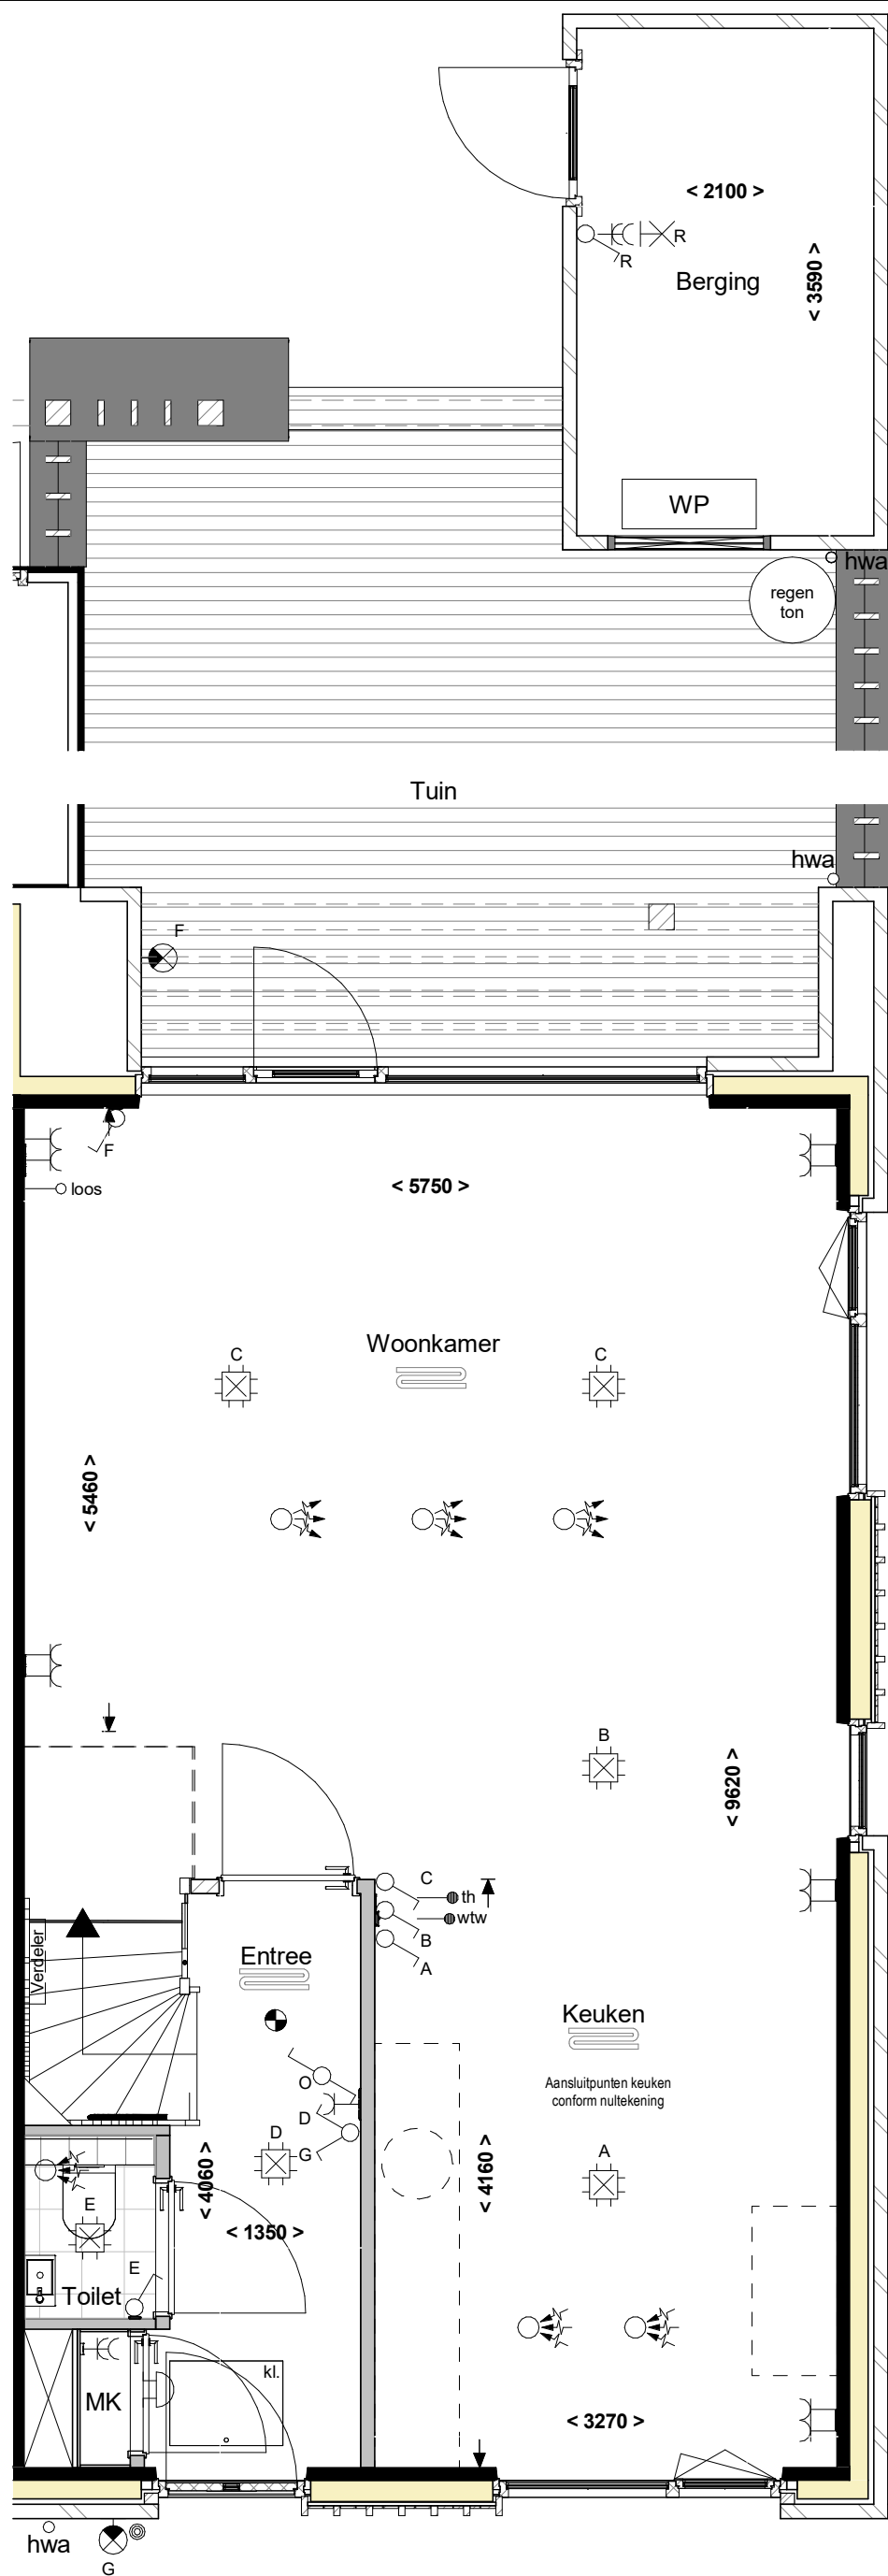 < 2100 >
R
R
Berging
< 3590 >
WP
hwa
regen
ton
Tuin
hwa
F
F
loos
< 5750 >
Woonkamer
C
C
< 5460 >
B
< 9620 >
C
th
wtw
B
A
Verdeler
Entree
Keuken
Aansluitpunten keuken
conform nultekening
O
D
D
G
A
< 4060 >
< 4160 >
E
< 1350 >
E
Toilet
kl.
MK
< 3270 >
hwa
G